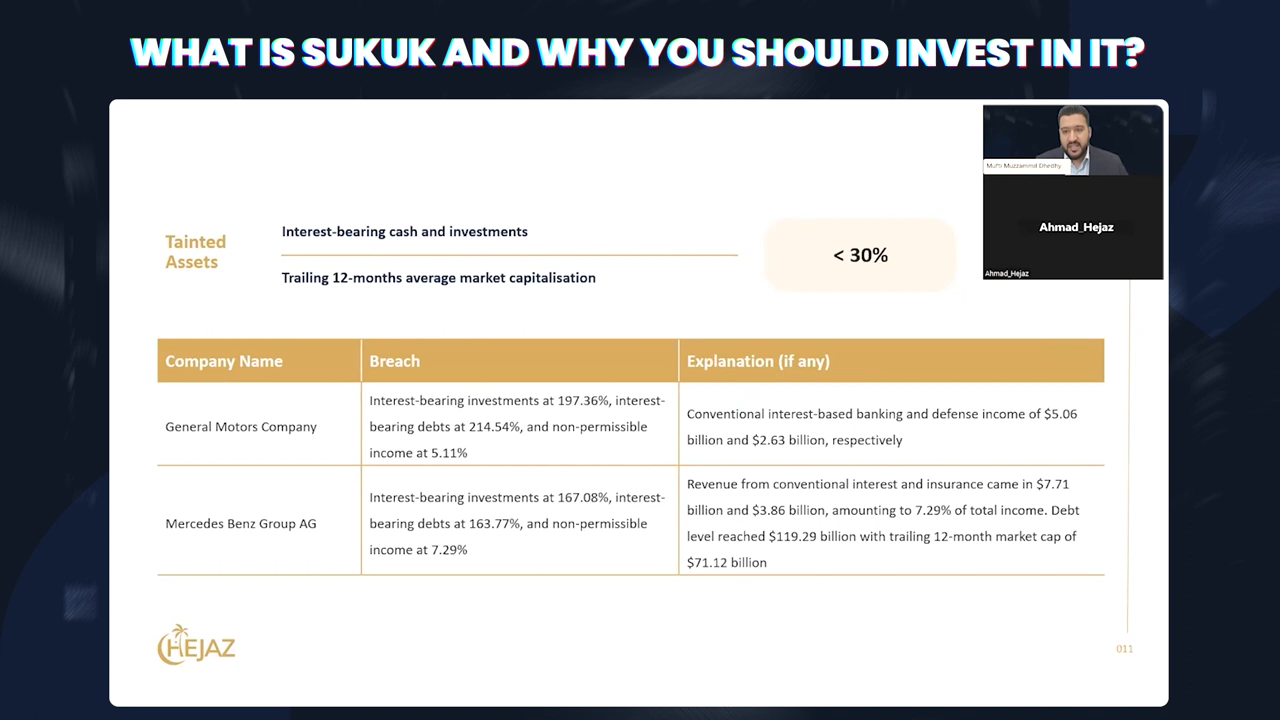 WHAT IS SUKUK AND WHY YOU SHOULD INVEST IN IT?
Mufti Muzzammil Dhedhy
Ahmad_Hejaz
Ahmad_Hejaz
Tainted
Assets
Interest-bearing cash and investments
Trailing 12-months average market capitalisation
< 30%
Company Name
Breach
Explanation (if any)
General Motors Company
Interest-bearing investments at 197.36%, interest-
bearing debts at 214.54%, and non-permissible
income at 5.11%
Conventional interest-based banking and defense income of $5.06
billion and $2.63 billion, respectively
Mercedes Benz Group AG
Interest-bearing investments at 167.08%, interest-
bearing debts at 163.77%, and non-permissible
income at 7.29%
Revenue from conventional interest and insurance came in $7.71
billion and $3.86 billion, amounting to 7.29% of total income. Debt
level reached $119.29 billion with trailing 12-month market cap of
$71.12 billion
HEJAZ
011